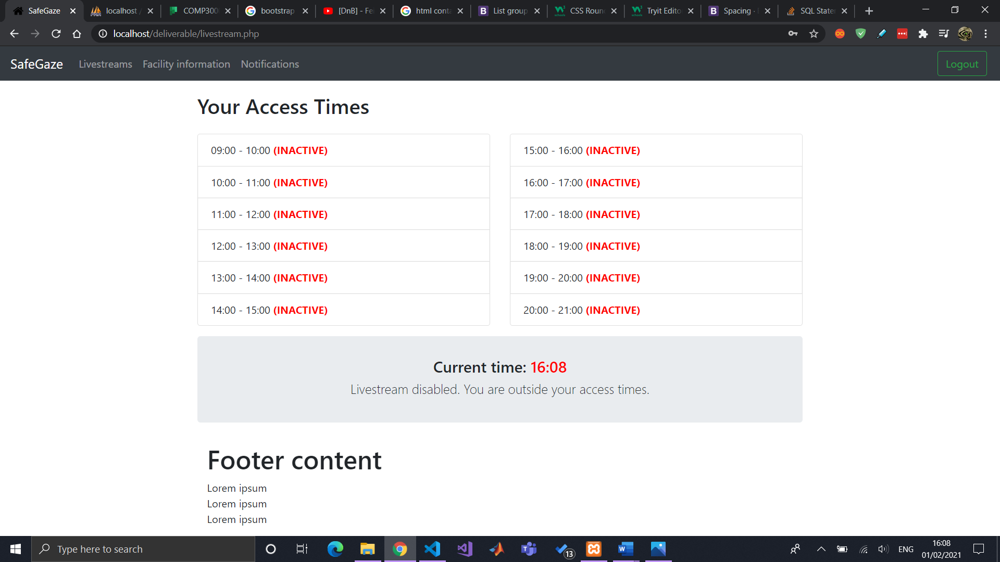 SafeGaze
localhost /
COMP300
bootstrap
[DnB] - Fei
html conta
List group
CSS Roun
Tryit Edito
Spacing ·
SQL State
localhost/deliverable/livestream.php
SafeGaze Livestreams Facility information Notifications Logout
Your Access Times
09:00 - 10:00 (INACTIVE)
10:00 - 11:00 (INACTIVE)
11:00 - 12:00 (INACTIVE)
12:00 - 13:00 (INACTIVE)
13:00 - 14:00 (INACTIVE)
14:00 - 15:00 (INACTIVE)
15:00 - 16:00 (INACTIVE)
16:00 - 17:00 (INACTIVE)
17:00 - 18:00 (INACTIVE)
18:00 - 19:00 (INACTIVE)
19:00 - 20:00 (INACTIVE)
20:00 - 21:00 (INACTIVE)
Current time: 16:08
Livestream disabled. You are outside your access times.
Footer content
Lorem ipsum
Lorem ipsum
Lorem ipsum
Type here to search
13
ENG
16:08
01/02/2021